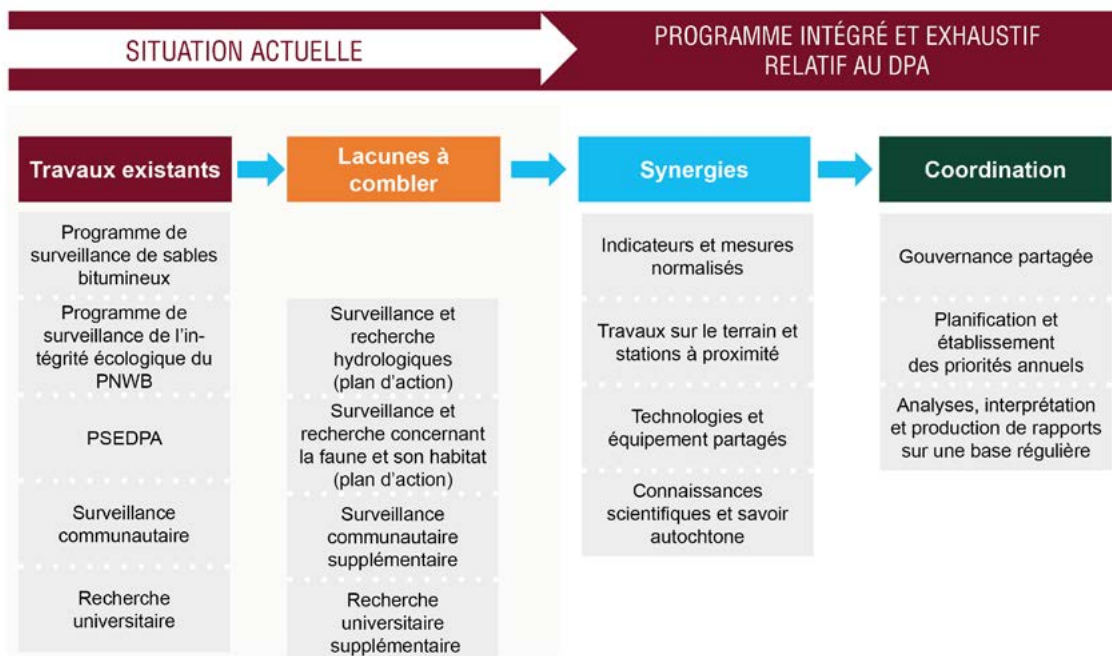 SITUATION ACTUELLE
PROGRAMME INTÉGRÉ ET EXHAUSTIF
RELATIF AU DPA
Travaux existants
Programme de
surveillance de sables
bitumineux
Programme de
surveillance de l’in-
tégrité écologique du
PNWB
PSEDPA
Surveillance
communautaire
Recherche
universitaire
Lacunes à
combler
Surveillance et
recherche
hydrologiques
(plan d’action)
Surveillance et
recherche concernant
la faune et son habitat
(plan d’action)
Surveillance
communautaire
supplémentaire
Recherche
universitaire
supplémentaire
Synergies
Indicateurs et mesures
normalisés
Travaux sur le terrain et
stations à proximité
Technologies et
équipement partagés
Connaissances
scientifiques et savoir
autochtone
Coordination
Gouvernance partagée
Planification et
établissement
des priorités annuels
Analyses, interprétation
et production de rapports
sur une base régulière